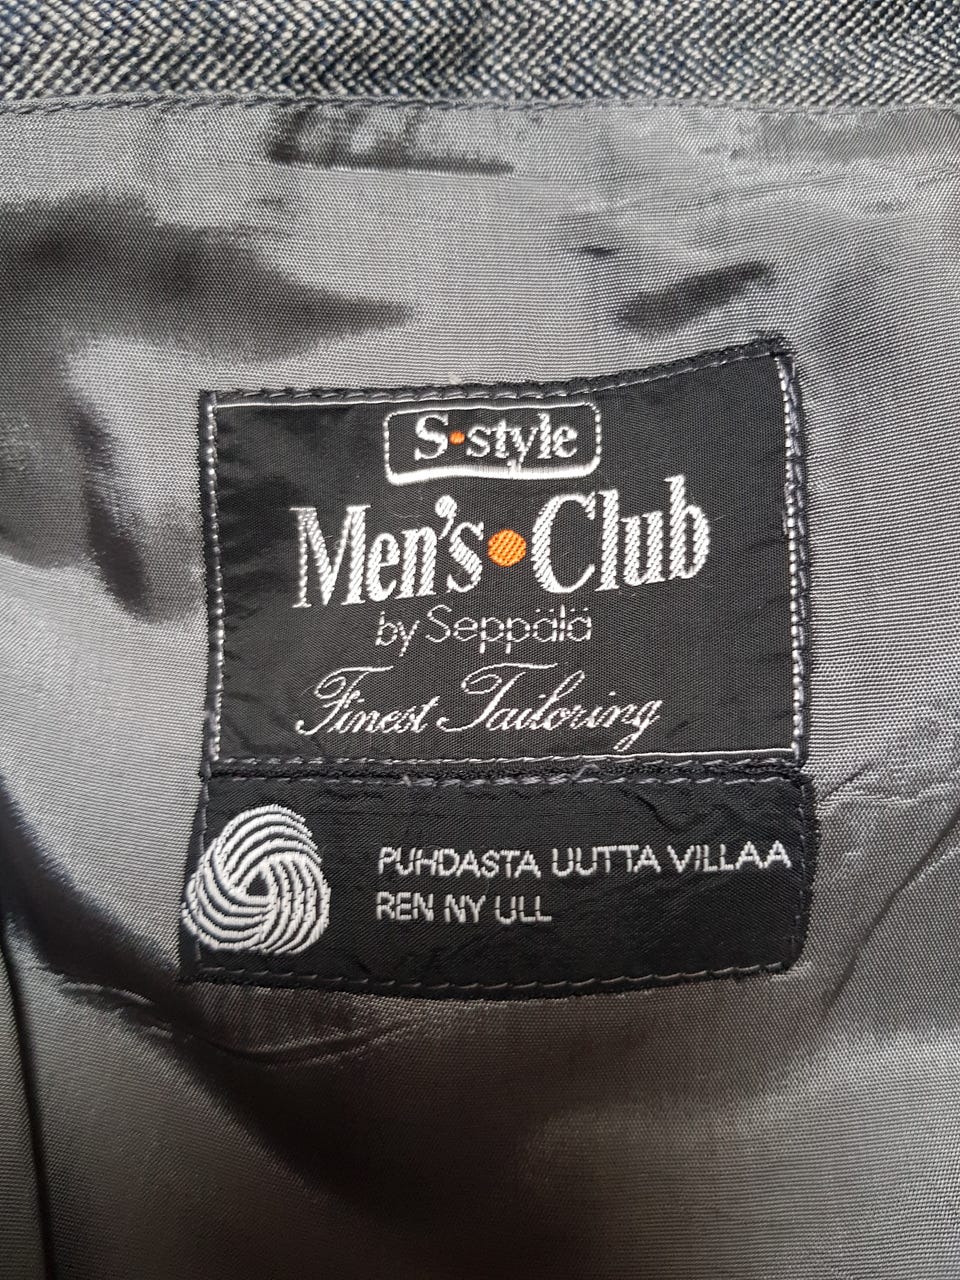 S•style
Men's•Club
by Seppälä
Finest Tailoring
PUHDASTA UUTTA VILLAA
REN NY ULL